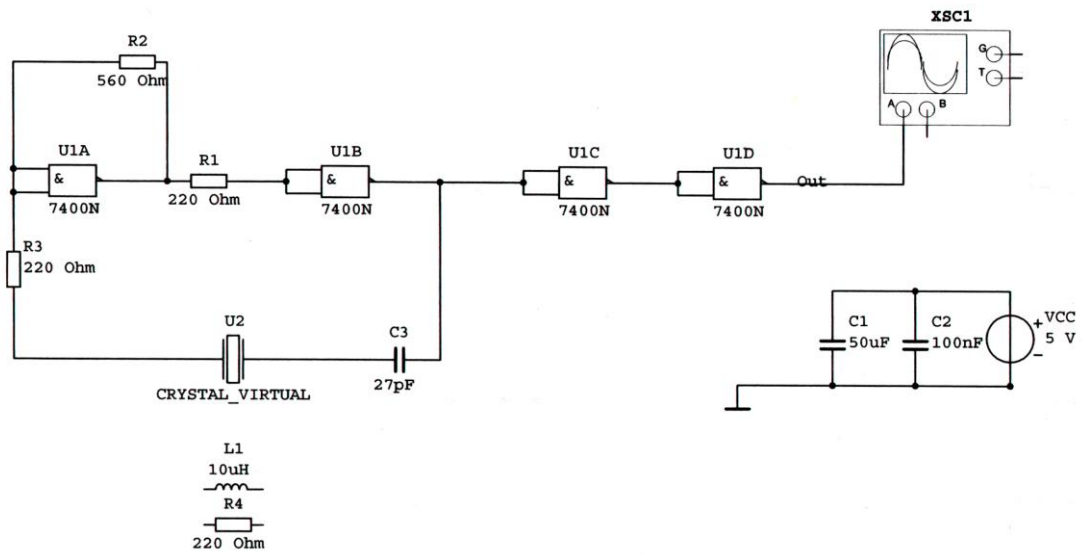 XSC1
G
T
A
B
R2
560 Ohm
U1A
&
7400N
R1
220 Ohm
U1B
&
7400N
U1C
&
7400N
U1D
&
7400N
Out
R3
220 Ohm
U2
CRYSTAL_VIRTUAL
C3
27pF
C1
50uF
C2
100nF
+
VCC
5 V
−
L1
10uH
R4
220 Ohm